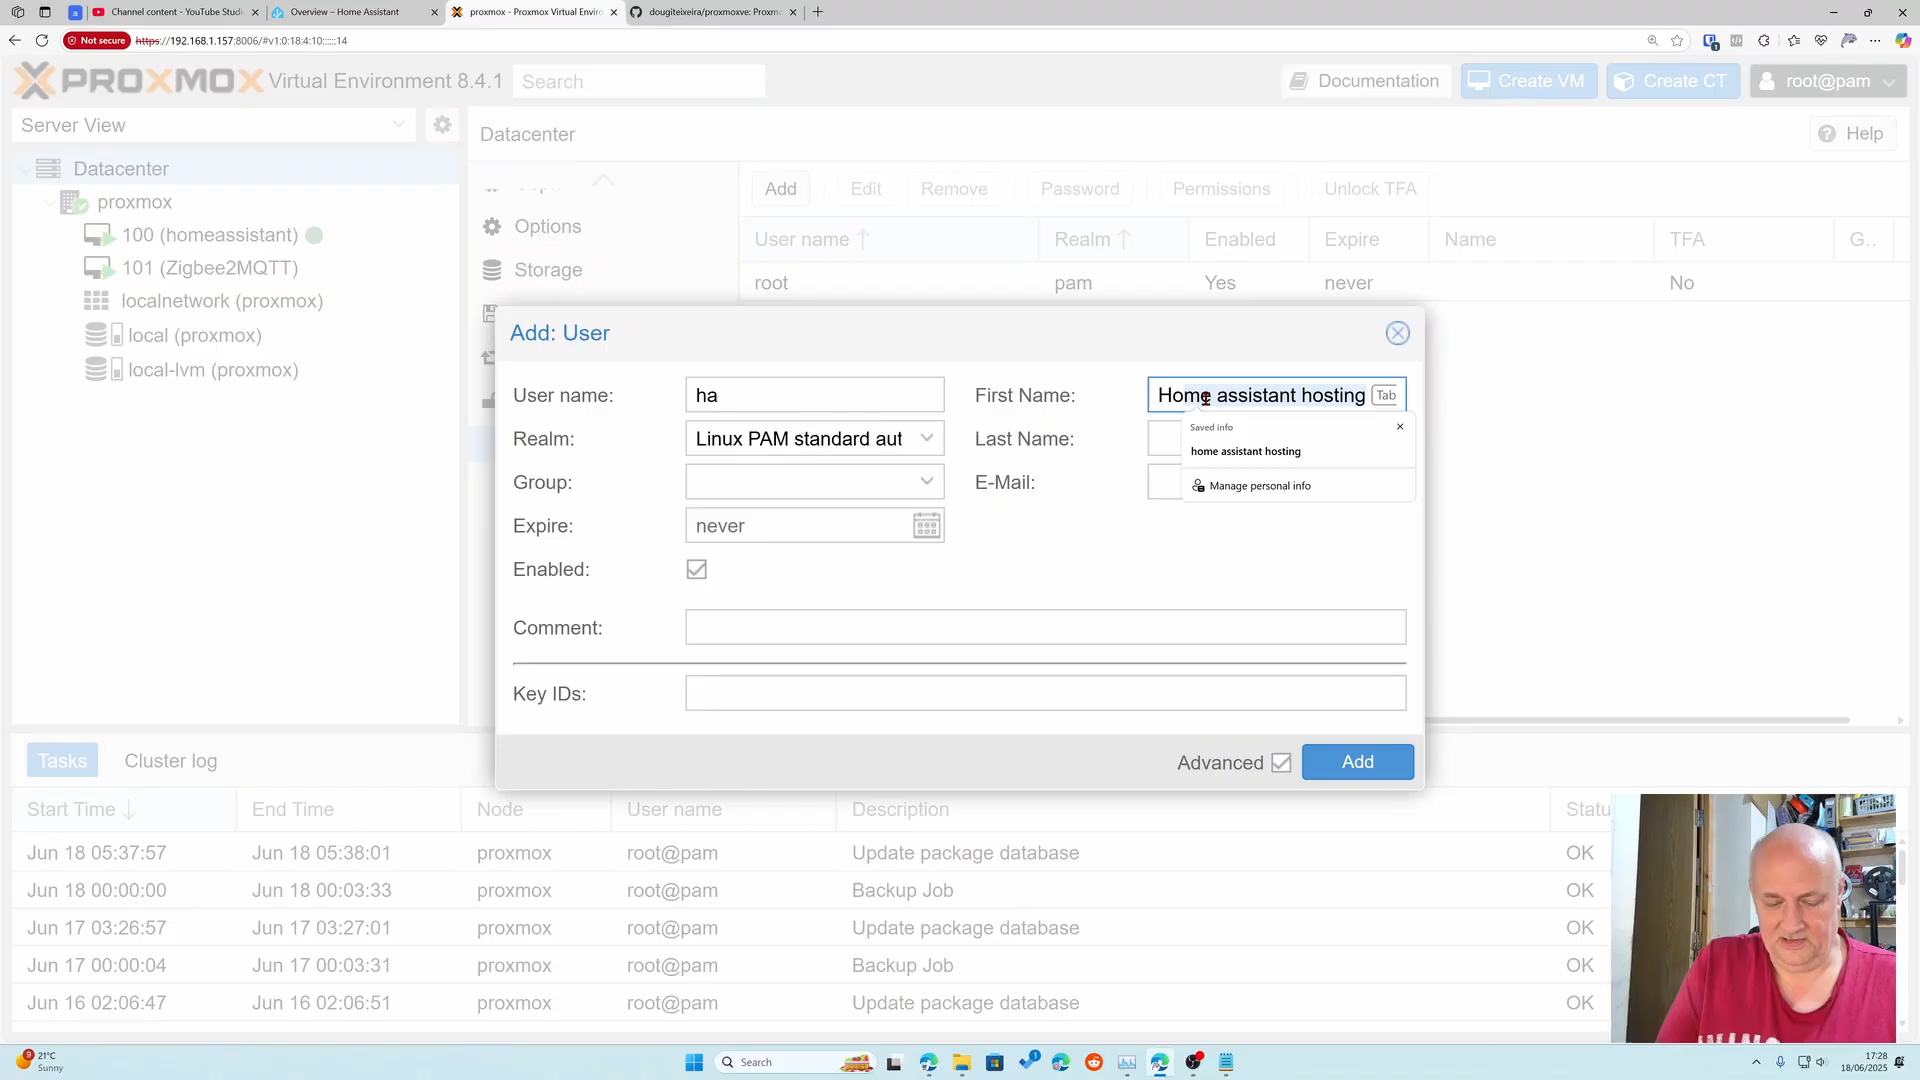 Channel content - YouTube Studi
Overview – Home Assistant
proxmox - Proxmox Virtual Enviro
dougiteixeira/proxmoxve: Proxmo
Not secure https://192.168.1.157:8006/#v1:0:18:4:10::::::14
PROXMOX Virtual Environment 8.4.1
Search
Documentation
Create VM
Create CT
root@pam
Server View
Datacenter
Help
Datacenter
proxmox
100 (homeassistant)
101 (Zigbee2MQTT)
localnetwork (proxmox)
local (proxmox)
local-lvm (proxmox)
Options
Storage
Add Edit Remove Password Permissions Unlock TFA
User name Realm Enabled Expire Name TFA G..
root pam Yes never No
Add: User
User name: ha
First Name: Home assistant hosting Tab
Realm: Linux PAM standard aut
Last Name:
Group:
E-Mail:
Saved info
home assistant hosting
Manage personal info
Expire: never
Enabled:
Comment:
Key IDs:
Advanced
Add
Tasks
Cluster log
Start Time End Time Node User name Description Statu
Jun 18 05:37:57 Jun 18 05:38:01 proxmox root@pam Update package database OK
Jun 18 00:00:00 Jun 18 00:03:33 proxmox root@pam Backup Job OK
Jun 17 03:26:57 Jun 17 03:27:01 proxmox root@pam Update package database OK
Jun 17 00:00:04 Jun 17 00:03:31 proxmox root@pam Backup Job OK
Jun 16 02:06:47 Jun 16 02:06:51 proxmox root@pam Update package database OK
21°C
Sunny
Search
17:28
18/06/2025